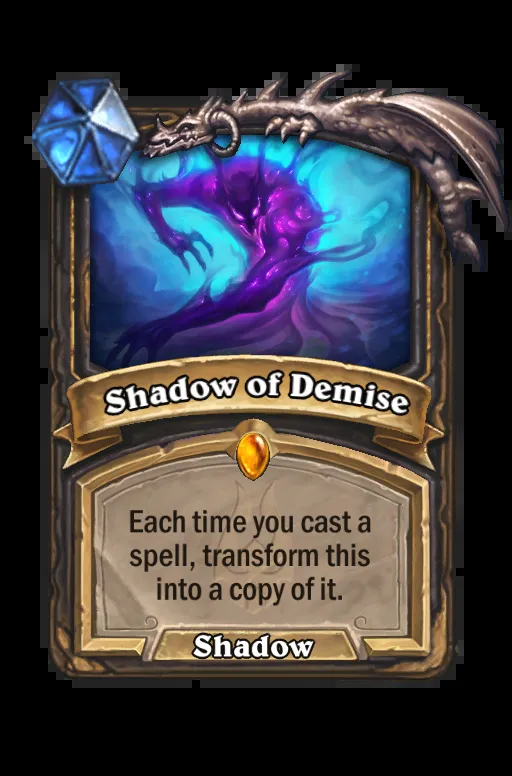 Shadow of Demise
Each time you cast a
spell, transform this
into a copy of it.
Shadow